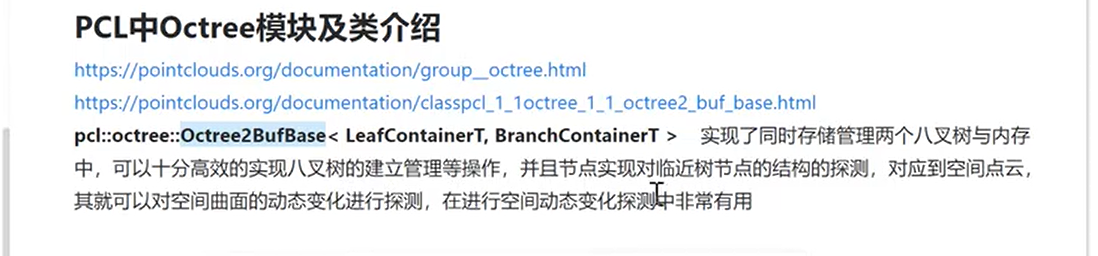 PCL中Octree模块及类介绍
https://pointclouds.org/documentation/group__octree.html
https://pointclouds.org/documentation/classpcl_1_1octree_1_1_octree2_buf_base.html
pcl::octree::Octree2BufBase< LeafContainerT, BranchContainerT > 实现了同时存储管理两个八叉树与内存
中，可以十分高效的实现八叉树的建立管理等操作，并且节点实现对临近树节点的结构的探测，对应到空间点云，
其就可以对空间曲面的动态变化进行探测，在进行空间动态变化探测中非常有用